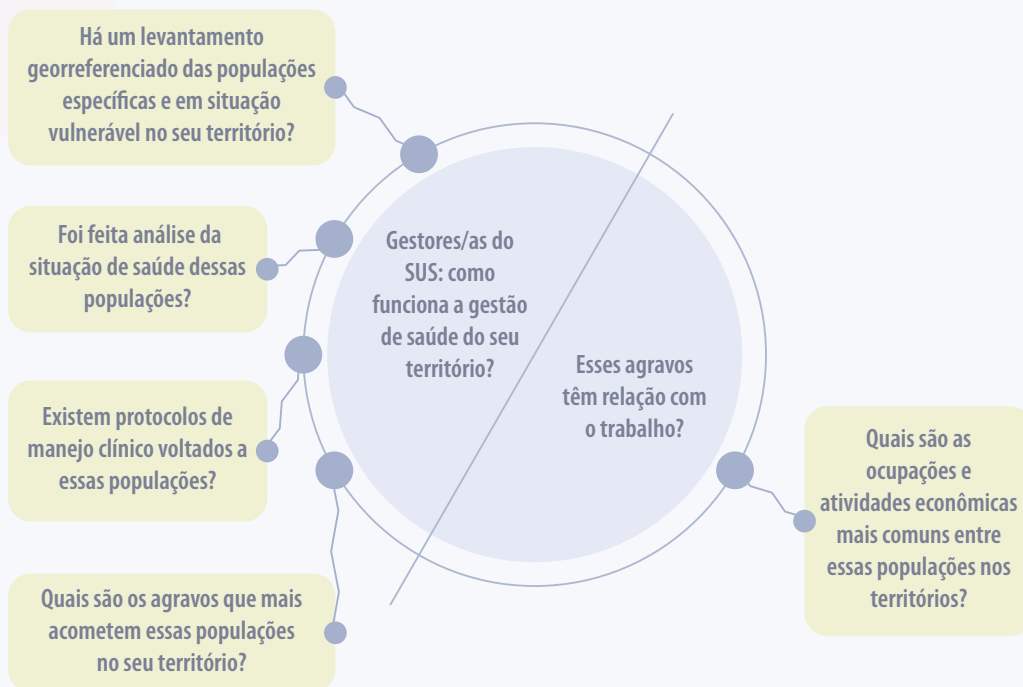 Há um levantamento
georreferenciado das populações
específicas e em situação
vulnerável no seu território?
Foi feita análise da
situação de saúde dessas
populações?
Existem protocolos de
manejo clínico voltados a
essas populações?
Quais são os agravos que mais
acometem essas populações
no seu território?
Gestores/as do
SUS: como
funciona a gestão
de saúde do seu
território?
Esses agravos
têm relação com
o trabalho?
Quais são as
ocupações e
atividades econômicas
mais comuns entre
essas populações nos
territórios?